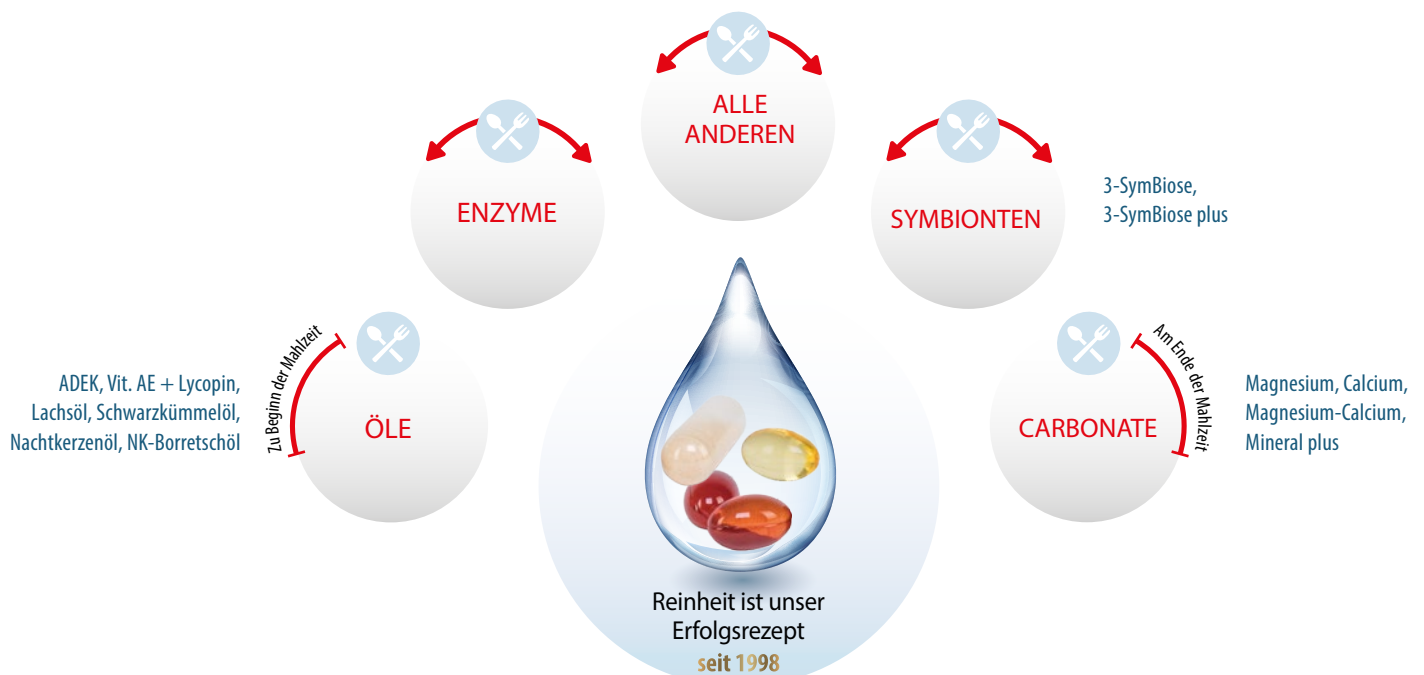 ALLE
ANDEREN
ENZYME
SYMBIONTEN
3-SymBiose,
3-SymBiose plus
ADEK, Vit. AE + Lycopin,
Lachsöl, Schwarzkümmelöl,
Nachtkerzenöl, NK-Borretschöl
Zu Beginn der Mahlzeit
ÖLE
CARBONATE
Am Ende der Mahlzeit
Magnesium, Calcium,
Magnesium-Calcium,
Mineral plus
Reinheit ist unser
Erfolgsrezept
seit 1998